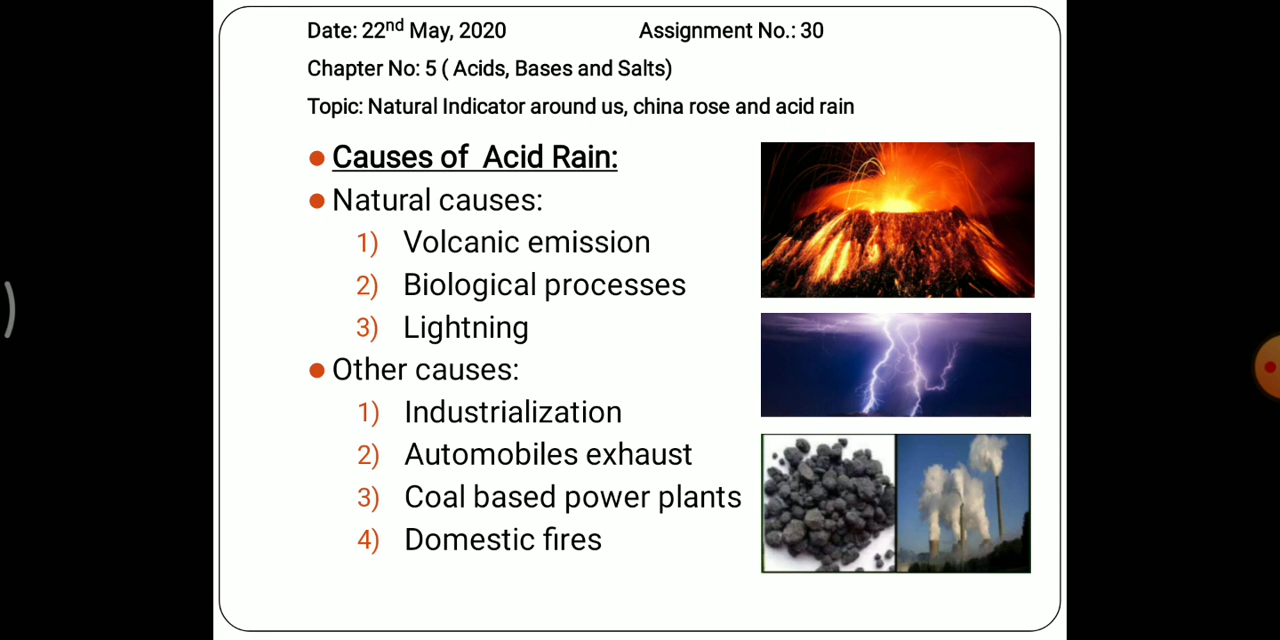 Date: 22nd May, 2020 Assignment No.: 30
Chapter No: 5 ( Acids, Bases and Salts)
Topic: Natural Indicator around us, china rose and acid rain
Causes of Acid Rain:
Natural causes:
1) Volcanic emission
2) Biological processes
3) Lightning
Other causes:
1) Industrialization
2) Automobiles exhaust
3) Coal based power plants
4) Domestic fires